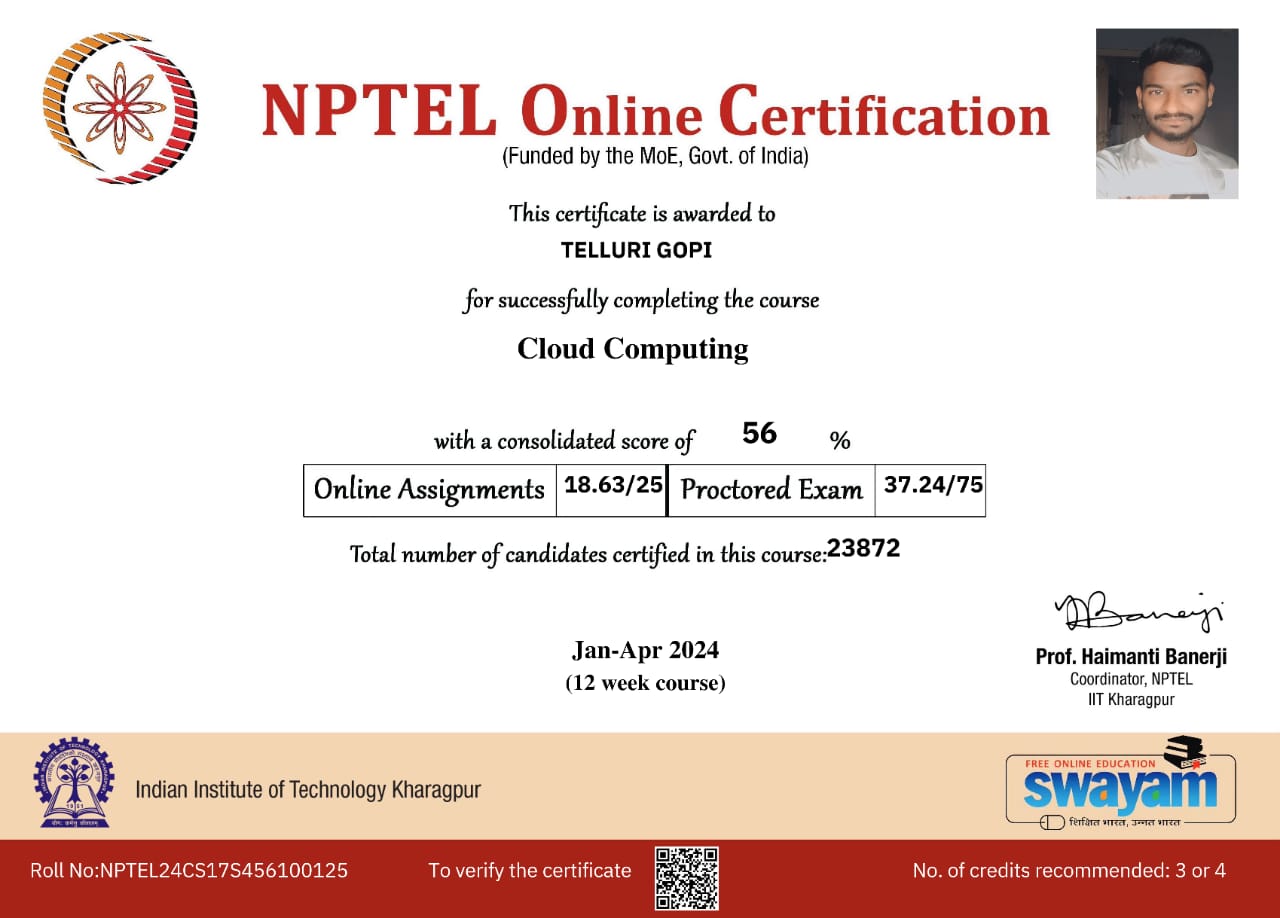 NPTEL Online Certification
(Funded by the MoE, Govt. of India)
This certificate is awarded to
TELLURI GOPI
for successfully completing the course
Cloud Computing
with a consolidated score of 56 %
Online Assignments 18.63/25 Proctored Exam 37.24/75
Total number of candidates certified in this course:23872
Jan-Apr 2024
(12 week course)
Prof. Haimanti Banerji
Coordinator, NPTEL
IIT Kharagpur
Indian Institute of Technology Kharagpur
FREE ONLINE EDUCATION
swayam
शिक्षित भारत, उन्नत भारत
Roll No:NPTEL24CS17S456100125 To verify the certificate No. of credits recommended: 3 or 4